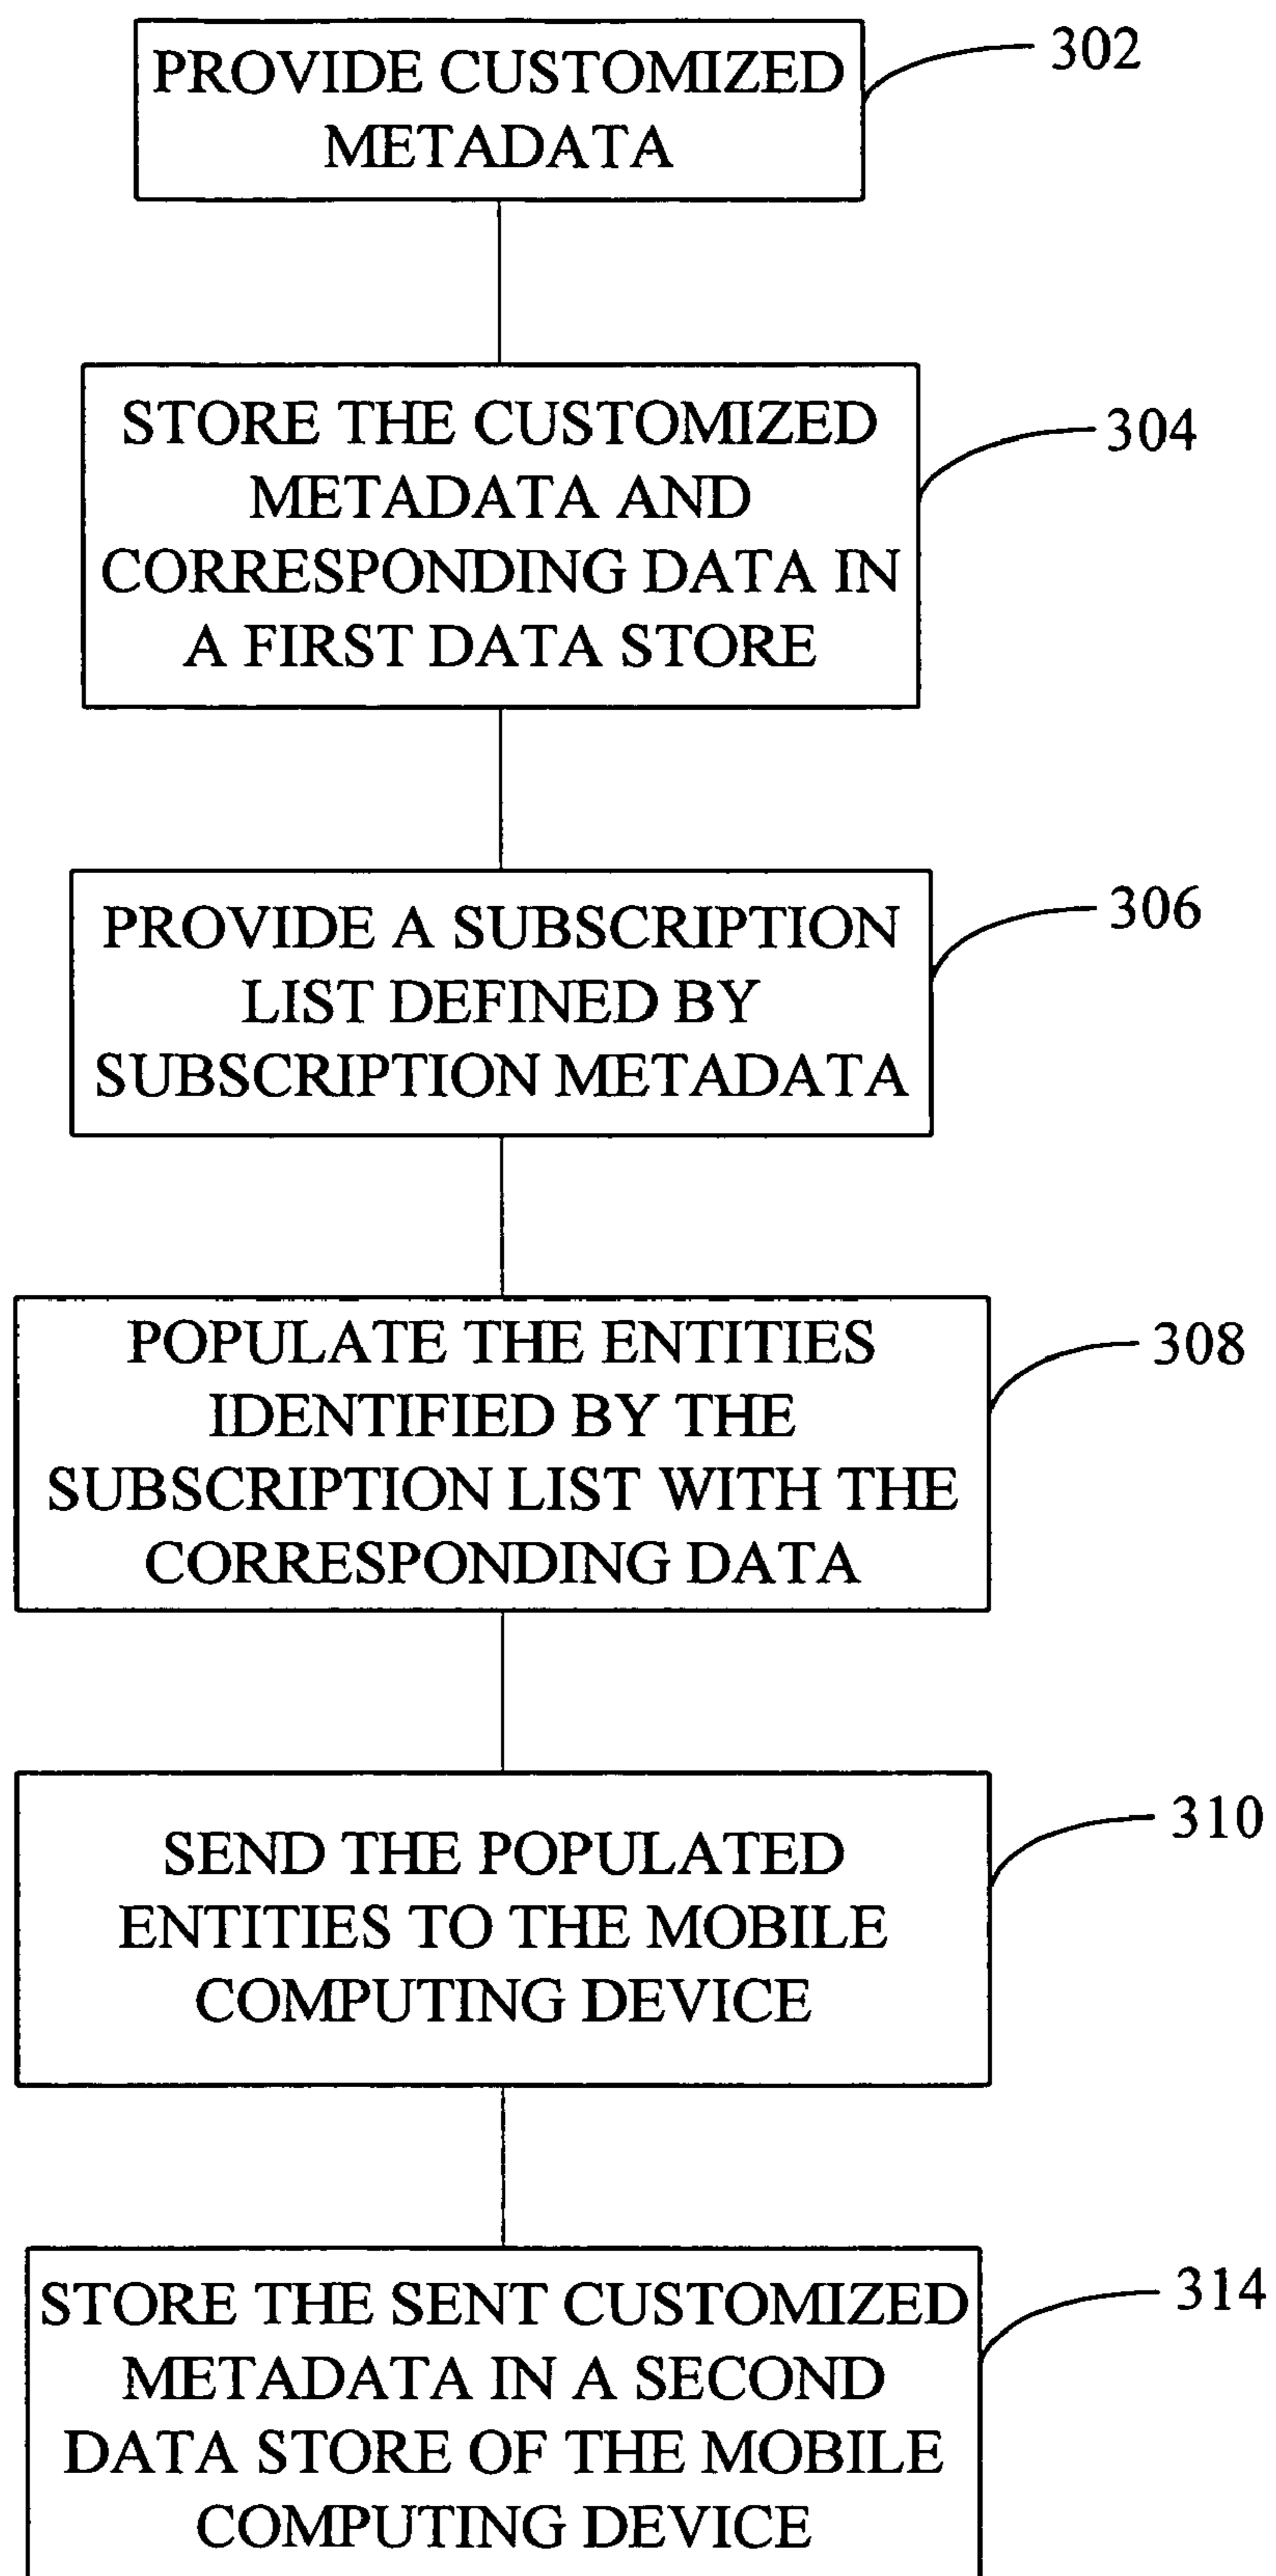 PROVIDE CUSTOMIZED
METADATA
302
STORE THE CUSTOMIZED
METADATA AND
CORRESPONDING DATA IN
A FIRST DATA STORE
304
PROVIDE A SUBSCRIPTION
LIST DEFINED BY
SUBSCRIPTION METADATA
306
POPULATE THE ENTITIES
IDENTIFIED BY THE
SUBSCRIPTION LIST WITH THE
CORRESPONDING DATA
308
SEND THE POPULATED
ENTITIES TO THE MOBILE
COMPUTING DEVICE
310
STORE THE SENT CUSTOMIZED
METADATA IN A SECOND
DATA STORE OF THE MOBILE
COMPUTING DEVICE
314